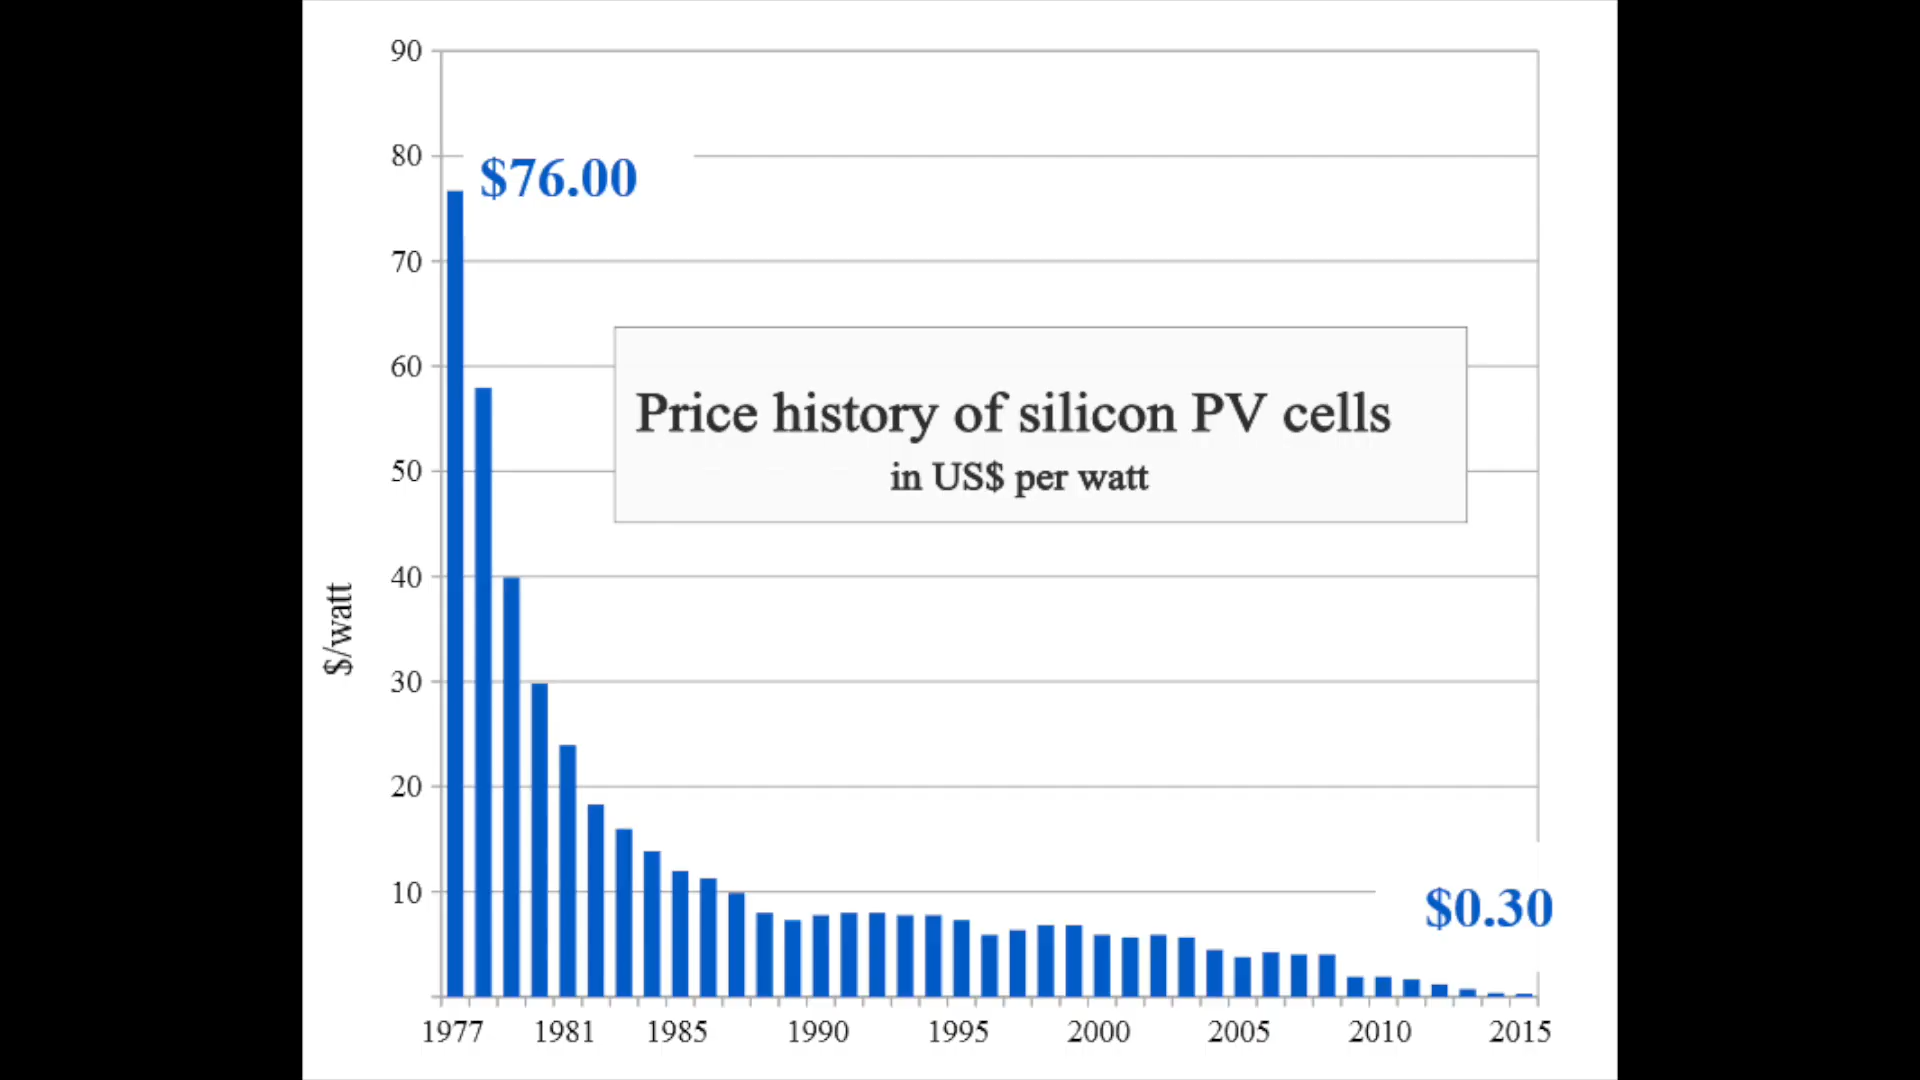 90
80
$76.00
70
60
Price history of silicon PV cells
in US$ per watt
50
40
$/watt
30
20
10
$0.30
1977 1981 1985 1990 1995 2000 2005 2010 2015